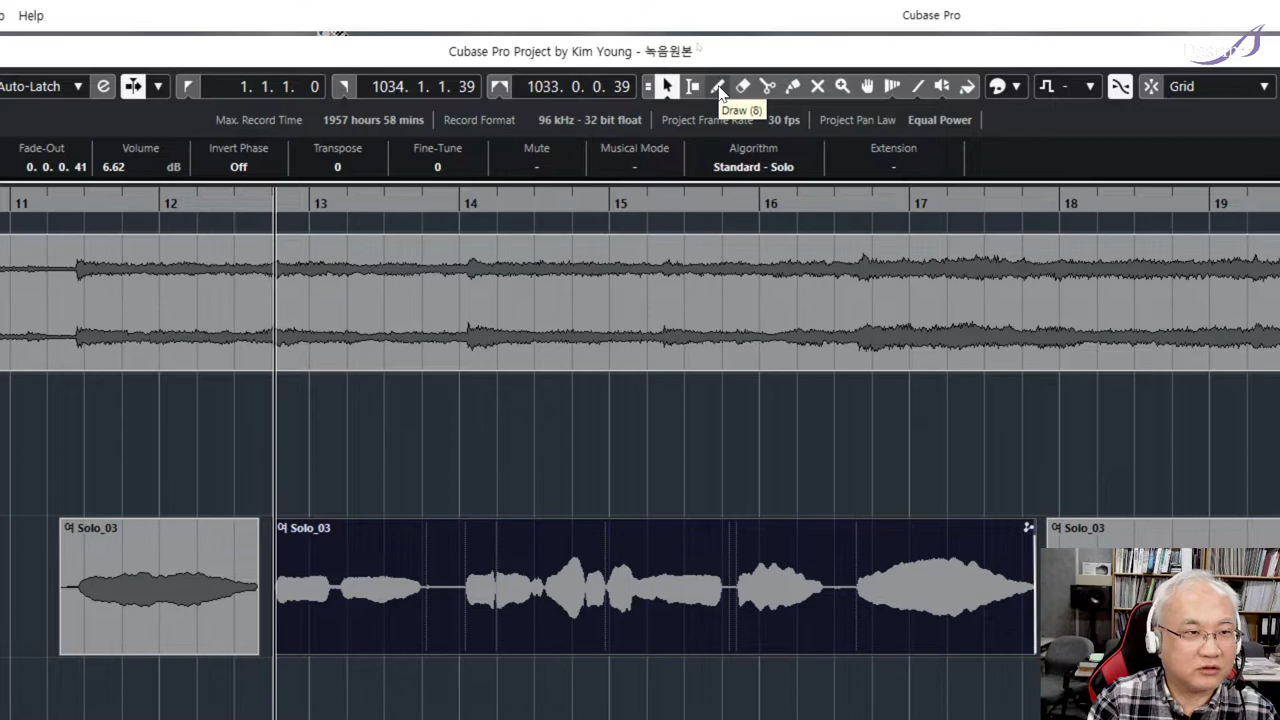 Help
Cubase Pro
Cubase Pro Project by Kim Young - 녹음원본
Auto-Latch
1. 1. 1. 0
1034. 1. 1. 39
1033. 0. 0. 39
-
Grid
Draw (8)
Max. Record Time 1957 hours 58 mins Record Format 96 kHz - 32 bit float Project Frame Rate 30 fps Project Pan Law Equal Power
Fade-Out Volume Invert Phase Transpose Fine-Tune Mute Musical Mode Algorithm Extension
0. 0. 0. 41 6.62 dB Off 0 0 - - Standard - Solo -
11 12 13 14 15 16 17 18 19
여 Solo_03 여 Solo_03 여 Solo_03